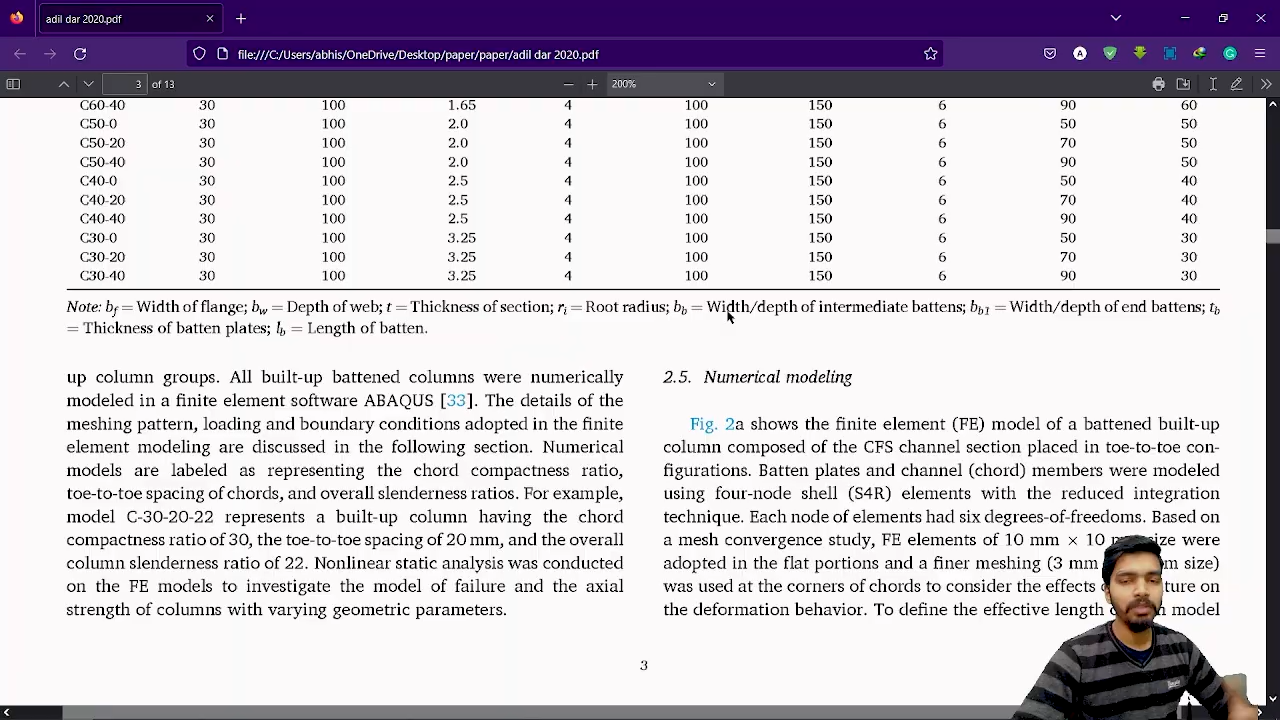 adil dar 2020.pdf
file:///C:/Users/abhis/OneDrive/Desktop/paper/paper/adil dar 2020.pdf
3 of 13
200%
C60-40 30 100 1.65 4 100 150 6 90 60
C50-0 30 100 2.0 4 100 150 6 50 50
C50-20 30 100 2.0 4 100 150 6 70 50
C50-40 30 100 2.0 4 100 150 6 90 50
C40-0 30 100 2.5 4 100 150 6 50 40
C40-20 30 100 2.5 4 100 150 6 70 40
C40-40 30 100 2.5 4 100 150 6 90 40
C30-0 30 100 3.25 4 100 150 6 50 30
C30-20 30 100 3.25 4 100 150 6 70 30
C30-40 30 100 3.25 4 100 150 6 90 30
Note: bf = Width of flange; bw = Depth of web; t = Thickness of section; ri = Root radius; bb = Width/depth of intermediate battens; bb1 = Width/depth of end battens; tb
= Thickness of batten plates; lb = Length of batten.
up column groups. All built-up battened columns were numerically
modeled in a finite element software ABAQUS [33]. The details of the
meshing pattern, loading and boundary conditions adopted in the finite
element modeling are discussed in the following section. Numerical
models are labeled as representing the chord compactness ratio,
toe-to-toe spacing of chords, and overall slenderness ratios. For example,
model C-30-20-22 represents a built-up column having the chord
compactness ratio of 30, the toe-to-toe spacing of 20 mm, and the overall
column slenderness ratio of 22. Nonlinear static analysis was conducted
on the FE models to investigate the model of failure and the axial
strength of columns with varying geometric parameters.
2.5. Numerical modeling
Fig. 2a shows the finite element (FE) model of a battened built-up
column composed of the CFS channel section placed in toe-to-toe con-
figurations. Batten plates and channel (chord) members were modeled
using four-node shell (S4R) elements with the reduced integration
technique. Each node of elements had six degrees-of-freedoms. Based on
a mesh convergence study, FE elements of 10 mm × 10 size were
adopted in the flat portions and a finer meshing (3 mm size)
was used at the corners of chords to consider the effects on
the deformation behavior. To define the effective length model
3